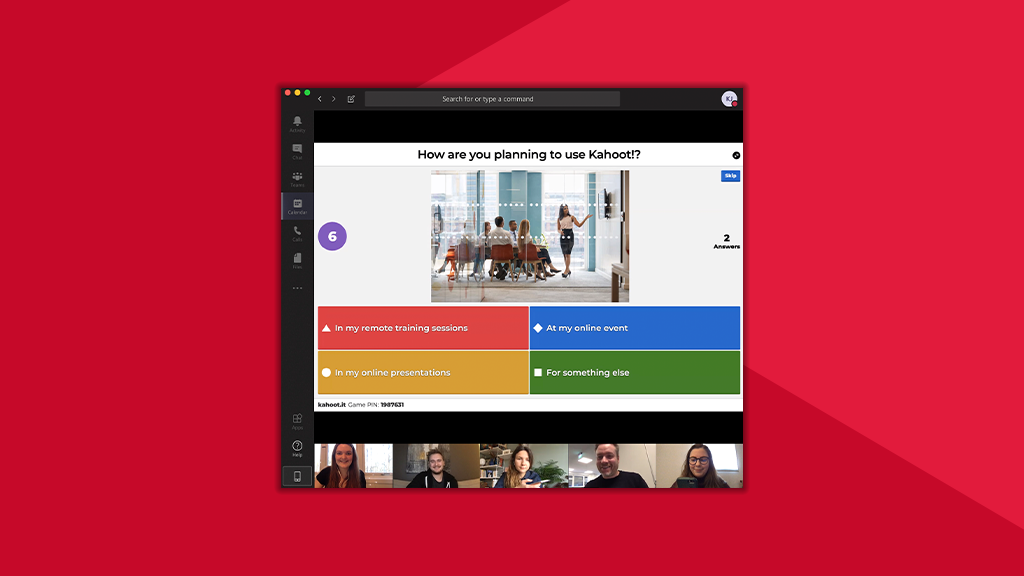 Search for or type a command
KJ
Activity
Chat
Teams
Calendar
Calls
Files
How are you planning to use Kahoot!?
Skip
6
2
Answers
In my remote training sessions
At my online event
In my online presentations
For something else
kahoot.it Game PIN: 1987631
Apps
Help